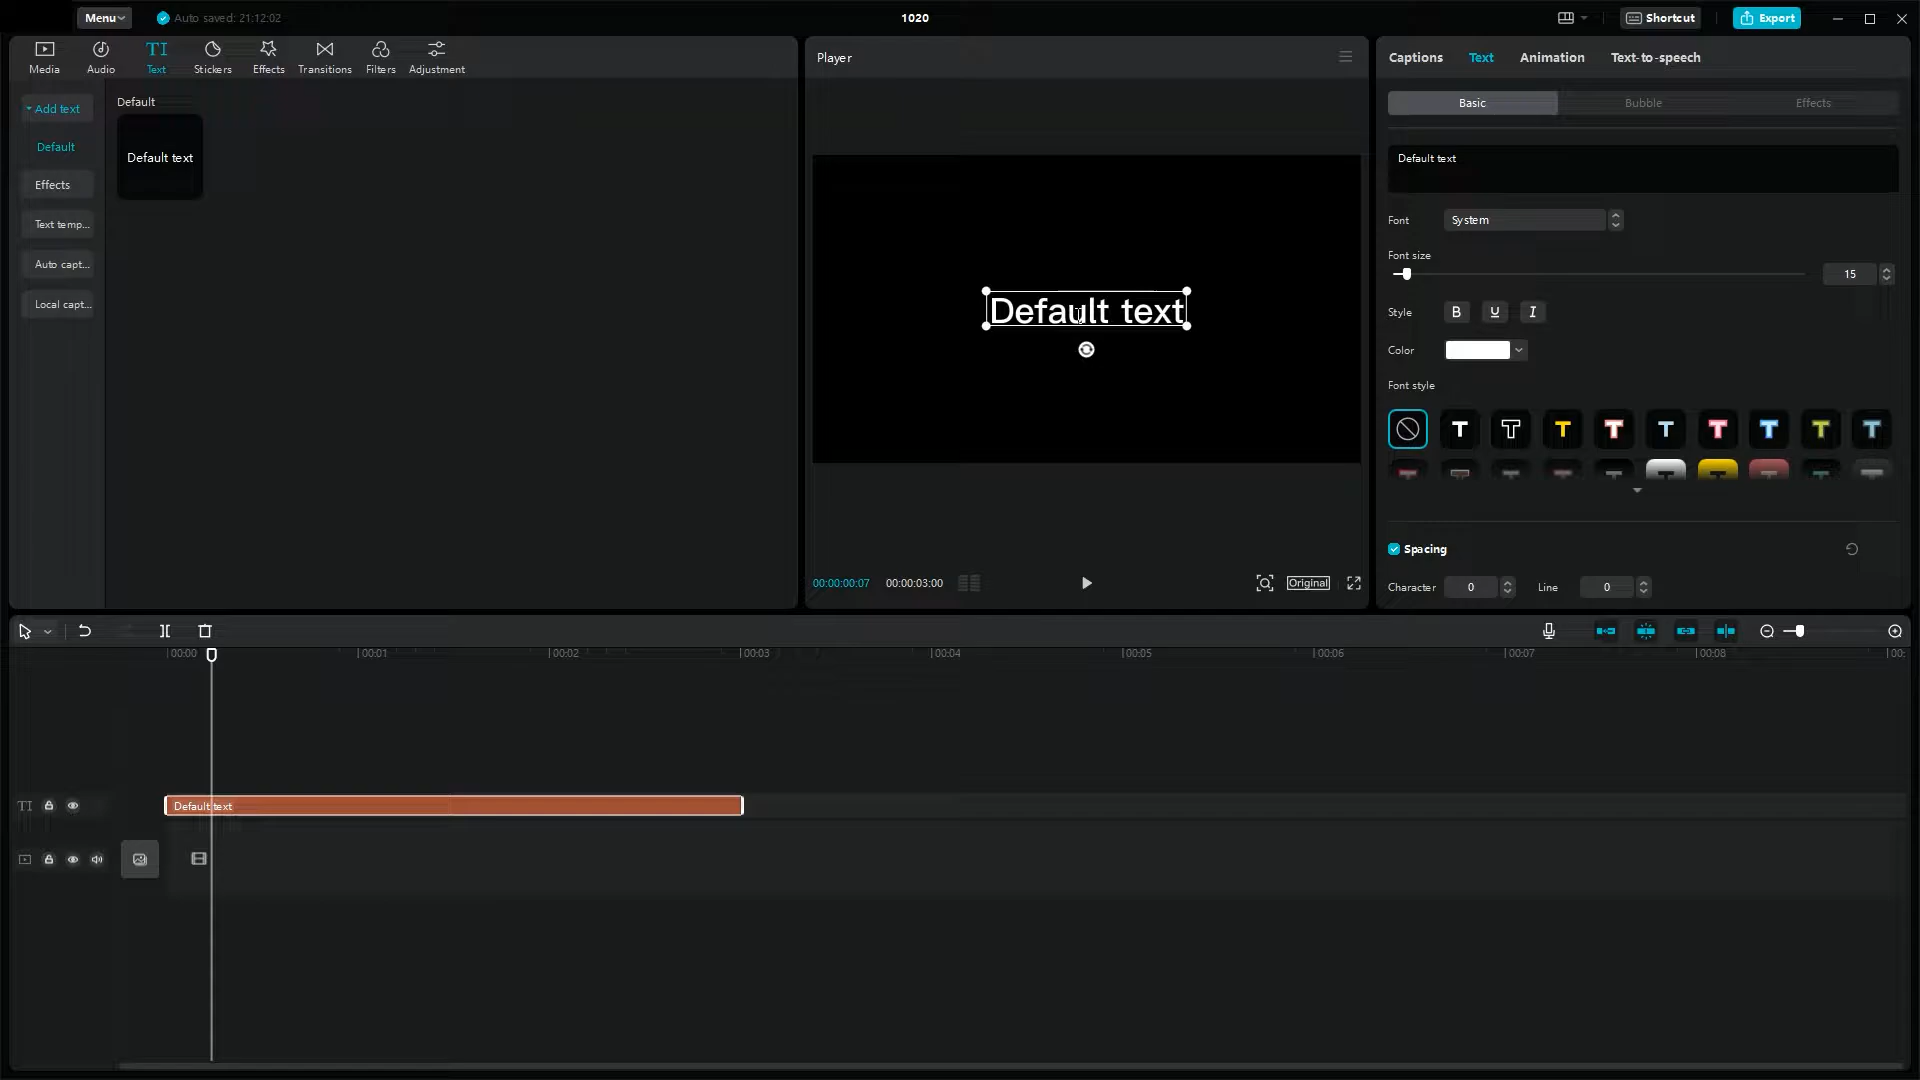 Menu
Auto saved: 21:12:02
1020
Shortcut
Export
Media
Audio
TI
Text
Stickers
Effects
Transitions
Filters
Adjustment
Add text
Default
Effects
Text temp...
Auto capt...
Local capt...
Default
Default text
Player
Default text
00:00:00:07
00:00:03:00
Original
Captions
Text
Animation
Text-to-speech
Basic
Bubble
Effects
Default text
Font
System
Font size
15
Style
B
U
I
Color
Font style
T T T T T T T T T
Spacing
Character
0
Line
0
00:00
00:01
00:02
00:03
00:04
00:05
00:06
00:07
00:08
00:
TI
Default text